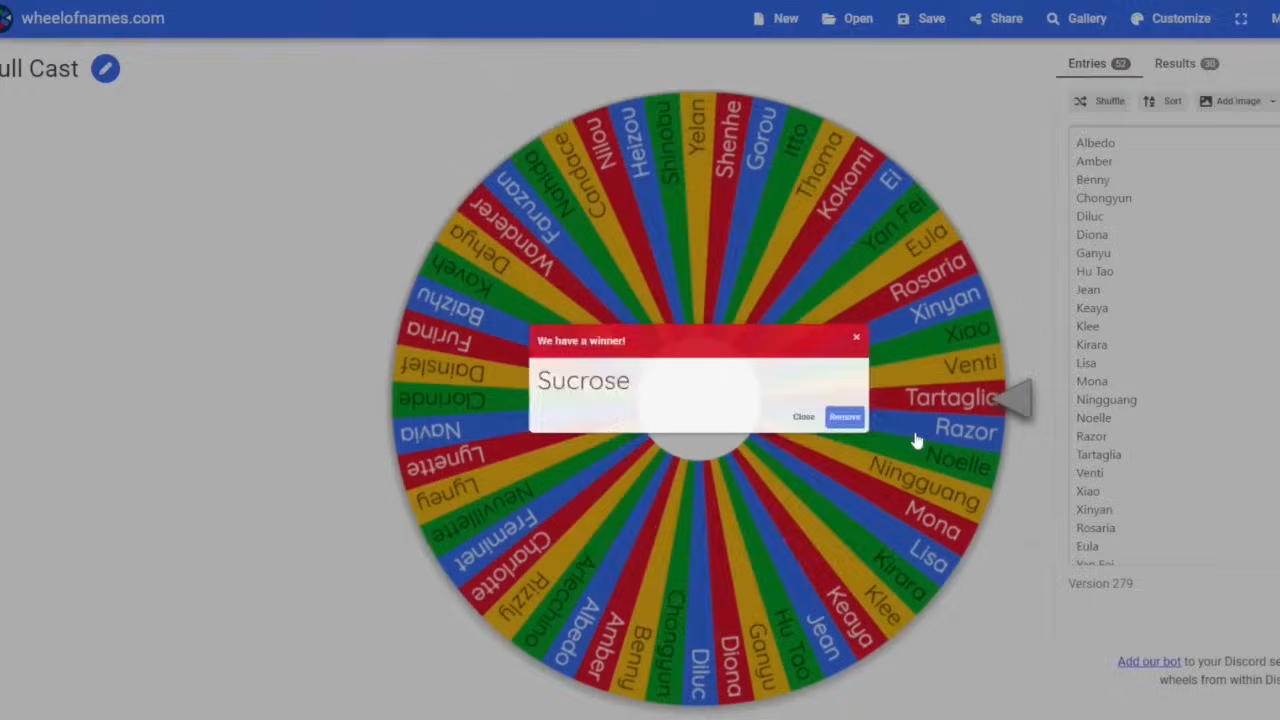 wheelofnames.com
New
Open
Save
Share
Gallery
Customize
ull Cast
Entries 52
Results 30
Shuffle
Sort
Add image
Albedo
Amber
Benny
Chongyun
Diluc
Diona
Ganyu
Hu Tao
Jean
Keaya
Klee
Kirara
Lisa
Mona
Ningguang
Noelle
Razor
Tartaglia
Venti
Xiao
Xinyan
Rosaria
Eula
Yan Fei
Version 279
Add our bot to your Discord se
wheels from within Dis
We have a winner!
Sucrose
Close
Remove
Yelan
Shenhe
Gorou
Itto
Thoma
Kokomi
Ei
Yan Fei
Eula
Rosaria
Xinyan
Xiao
Venti
Tartaglia
Razor
Noelle
Ningguang
Mona
Lisa
Kirara
Klee
Keaya
Jean
Hu Tao
Ganyu
Diona
Diluc
Chongyun
Benny
Amber
Albedo
Arlecchino
Rizzly
Charlotte
Freminet
Neuvillette
Lyney
Lynette
Navia
Clorinde
Dainslef
Furina
Baizhu
Kaveh
Dehya
Wanderer
Faruzan
Nahida
Candace
Nilou
Heizou
Shinobu